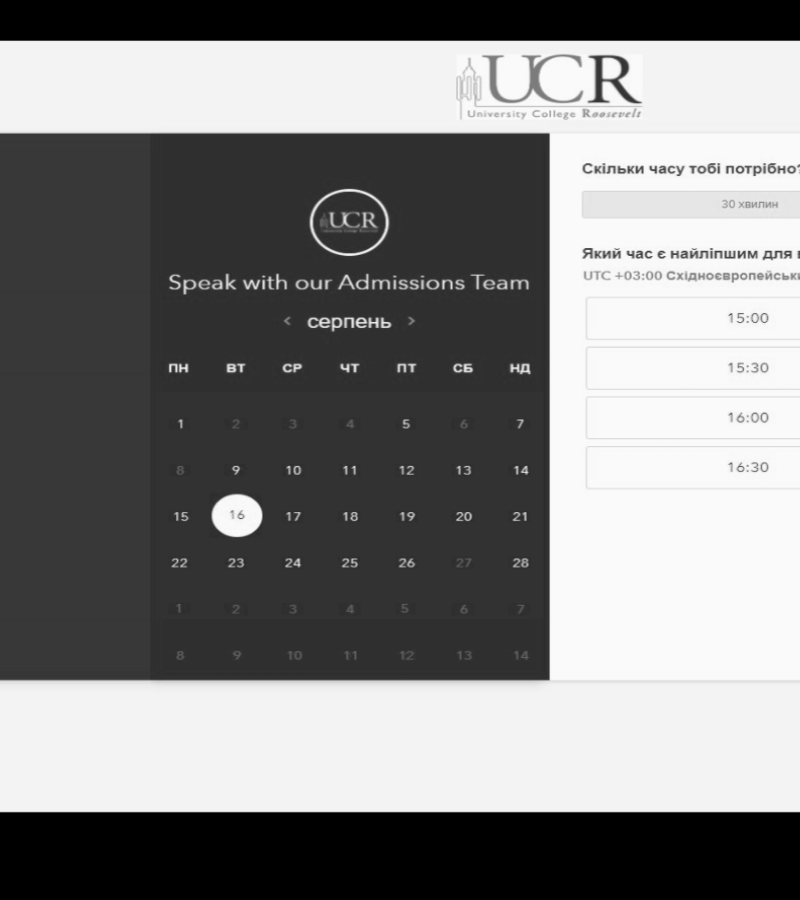 UCR
University College Roosevelt
UCR
Speak with our Admissions Team
< серпень >
ПН ВТ СР ЧТ ПТ СБ НД
1 2 3 4 5 6 7
8 9 10 11 12 13 14
15 16 17 18 19 20 21
22 23 24 25 26 27 28
1 2 3 4 5 6 7
8 9 10 11 12 13 14
Скільки часу тобі потрібно?
30 хвилин
Який час є найліпшим для
UTC +03:00 Східноєвропейськ
15:00
15:30
16:00
16:30